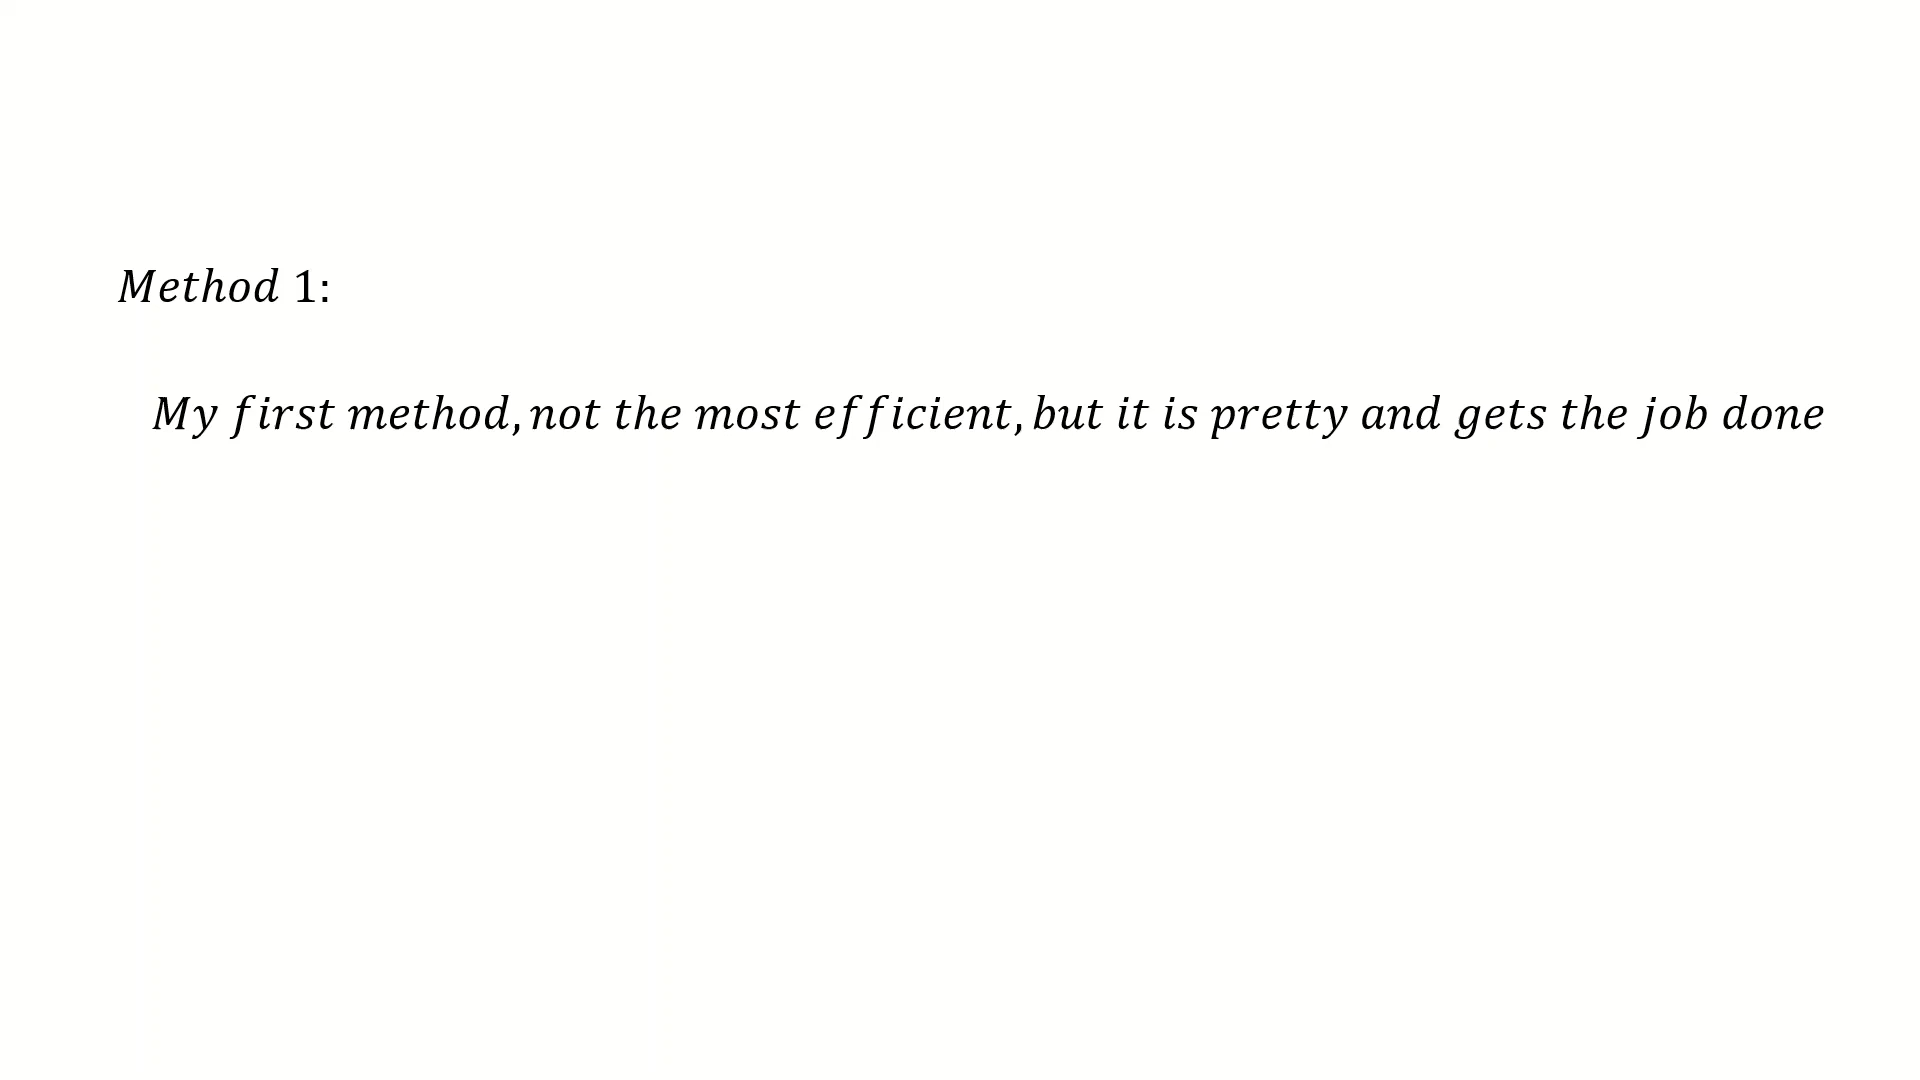 Method 1:
My first method, not the most efficient, but it is pretty and gets the job done